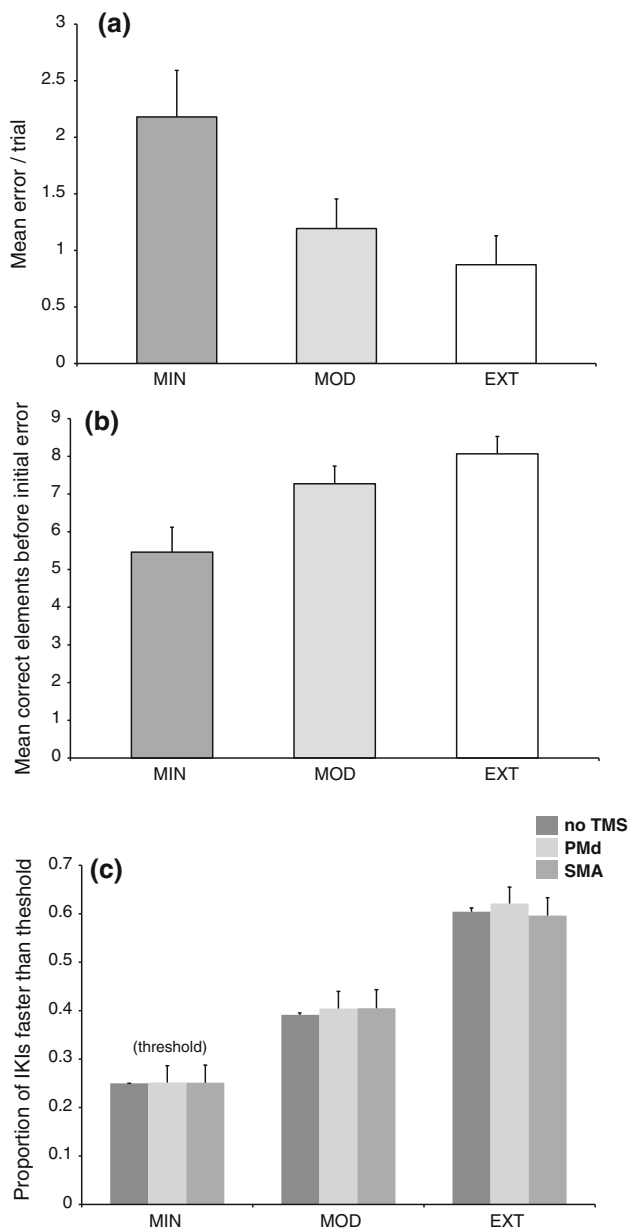 (a)
Mean error / trial
3
2.5
2
1.5
1
0.5
0
MIN MOD EXT
(b)
Mean correct elements before initial error
9
8
7
6
5
4
3
2
1
0
MIN MOD EXT
no TMS
PMd
SMA
(c)
Proportion of IKIs faster than threshold
0.7
0.6
0.5
0.4
0.3
0.2
0.1
0
(threshold)
MIN MOD EXT